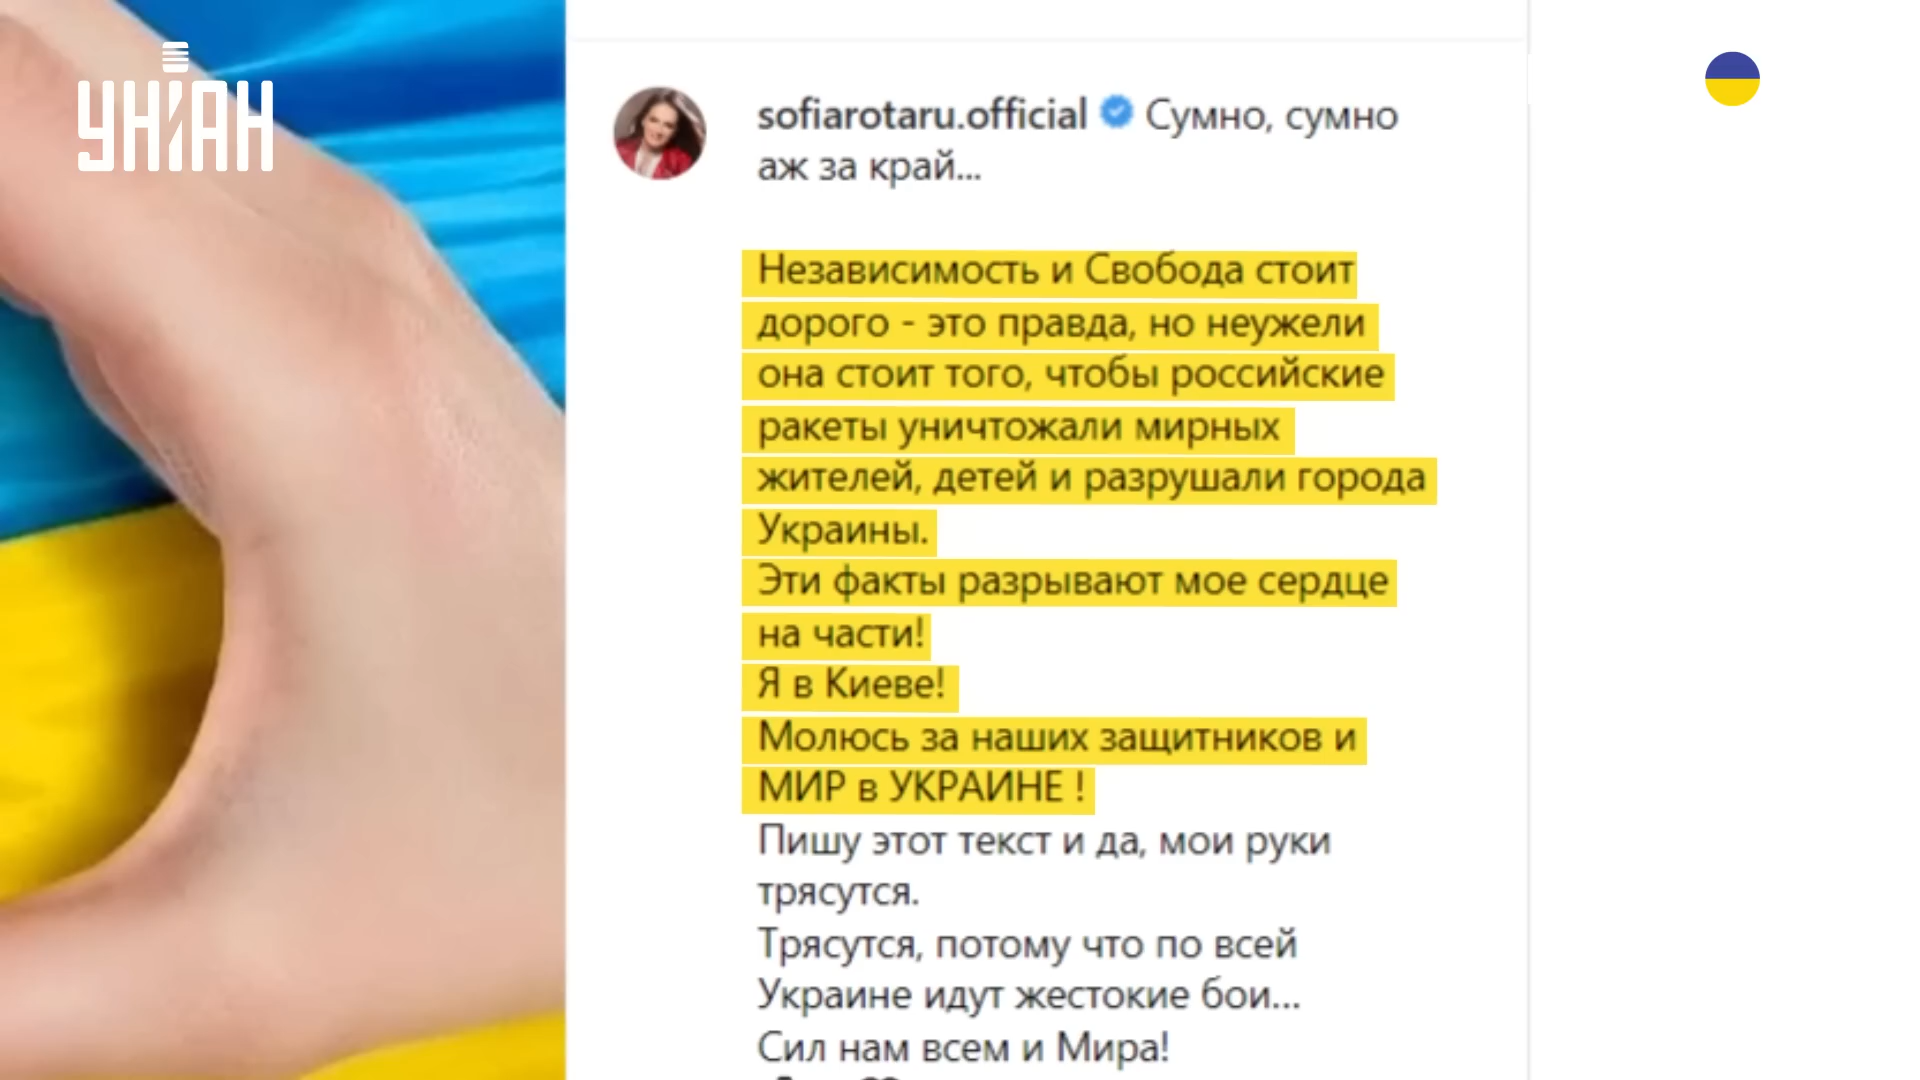 УНІАН
sofiarotaru.official Сумно, сумно
аж за край...
Независимость и Свобода стоит
дорого - это правда, но неужели
она стоит того, чтобы российские
ракеты уничтожали мирных
жителей, детей и разрушали города
Украины.
Эти факты разрывают мое сердце
на части!
Я в Киеве!
Молюсь за наших защитников и
МИР в УКРАИНЕ !
Пишу этот текст и да, мои руки
трясутся.
Трясутся, потому что по всей
Украине идут жестокие бои...
Сил нам всем и Мира!